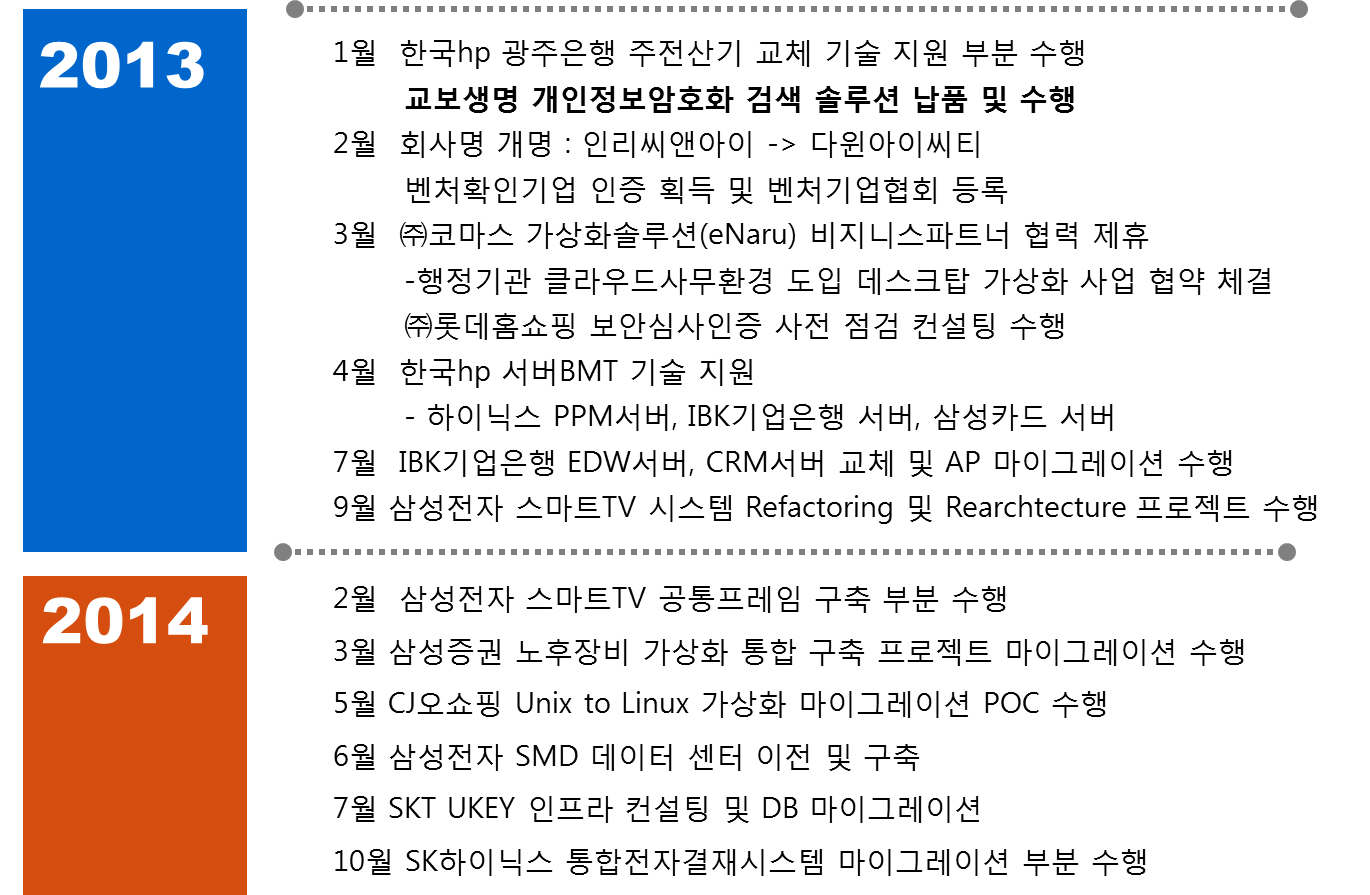 2013
1월 한국hp 광주은행 주전산기 교체 기술 지원 부분 수행
교보생명 개인정보암호화 검색 솔루션 납품 및 수행
2월 회사명 개명 : 인리씨앤아이 -> 다윈아이씨티
벤처확인기업 인증 획득 및 벤처기업협회 등록
3월 ㈜코마스 가상화솔루션(eNaru) 비지니스파트너 협력 제휴
-행정기관 클라우드사무환경 도입 데스크탑 가상화 사업 협약 체결
㈜롯데홈쇼핑 보안심사인증 사전 점검 컨설팅 수행
4월 한국hp 서버BMT 기술 지원
- 하이닉스 PPM서버, IBK기업은행 서버, 삼성카드 서버
7월 IBK기업은행 EDW서버, CRM서버 교체 및 AP 마이그레이션 수행
9월 삼성전자 스마트TV 시스템 Refactoring 및 Rearchtecture 프로젝트 수행
2014
2월 삼성전자 스마트TV 공통프레임 구축 부분 수행
3월 삼성증권 노후장비 가상화 통합 구축 프로젝트 마이그레이션 수행
5월 CJ오쇼핑 Unix to Linux 가상화 마이그레이션 POC 수행
6월 삼성전자 SMD 데이터 센터 이전 및 구축
7월 SKT UKEY 인프라 컨설팅 및 DB 마이그레이션
10월 SK하이닉스 통합전자결재시스템 마이그레이션 부분 수행